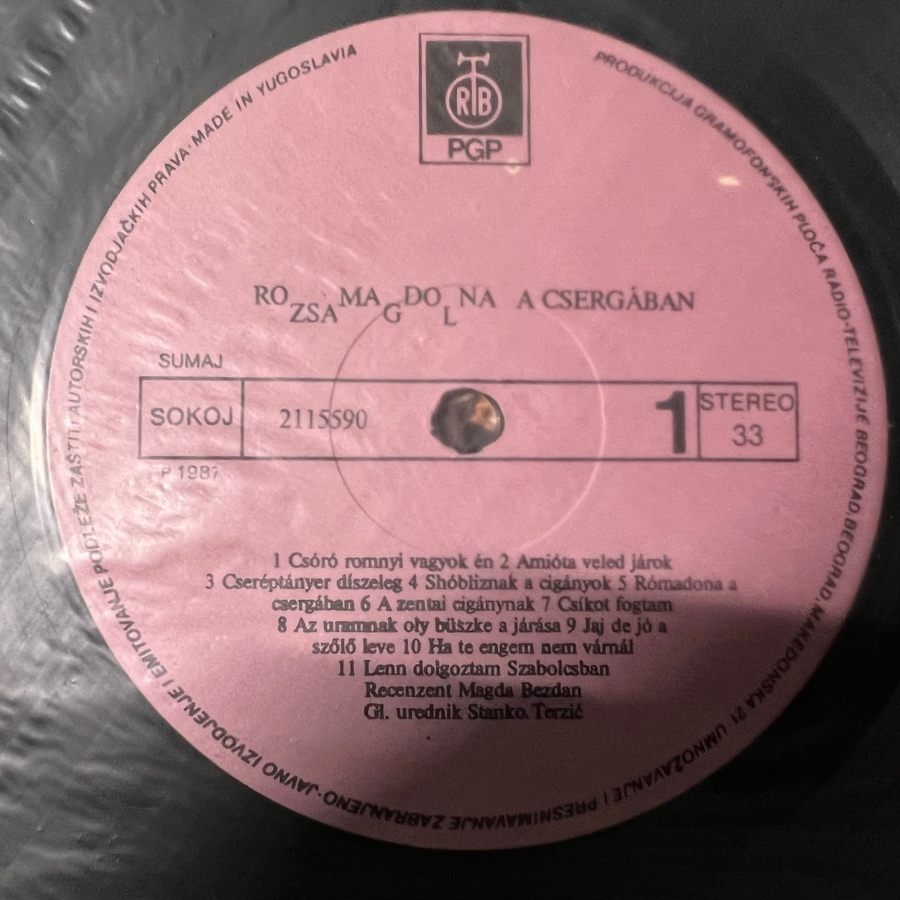 PRODUKCIJA GRAMOFONSKIH PLOČA RADIO-TELEVIZIJE BEOGRAD, BEOGRAD, MAKEDONSKA 21 UMNOŽAVANJE I PRESNIMAVANJE ZABRANJENO · JAVNO IZVODJENJE I EMITOVANJE PODLEŽE ZAŠTITI AUTORSKIH I IZVODJAČKIH PRAVA · MADE IN YUGOSLAVIA
RTB
PGP
ROZSAMAGDOLNA A CSERGÁBAN
SUMAJ
SOKOJ 2115590 1 STEREO
33
P 1987
1 Csóró romnyi vagyok én 2 Amióta veled járok
3 Cseréptányer díszeleg 4 Shóbliznak a cigányok 5 Rómadona a
csergában 6 A zentai cigánynak 7 Csíkot fogtam
8 Az uramnak oly büszke a járása 9 Jaj de jó a
szőlő leve 10 Ha te engem nem várnál
11 Lenn dolgoztam Szabolcsban
Recenzent Magda Bezdan
Gl. urednik Stanko Terzić